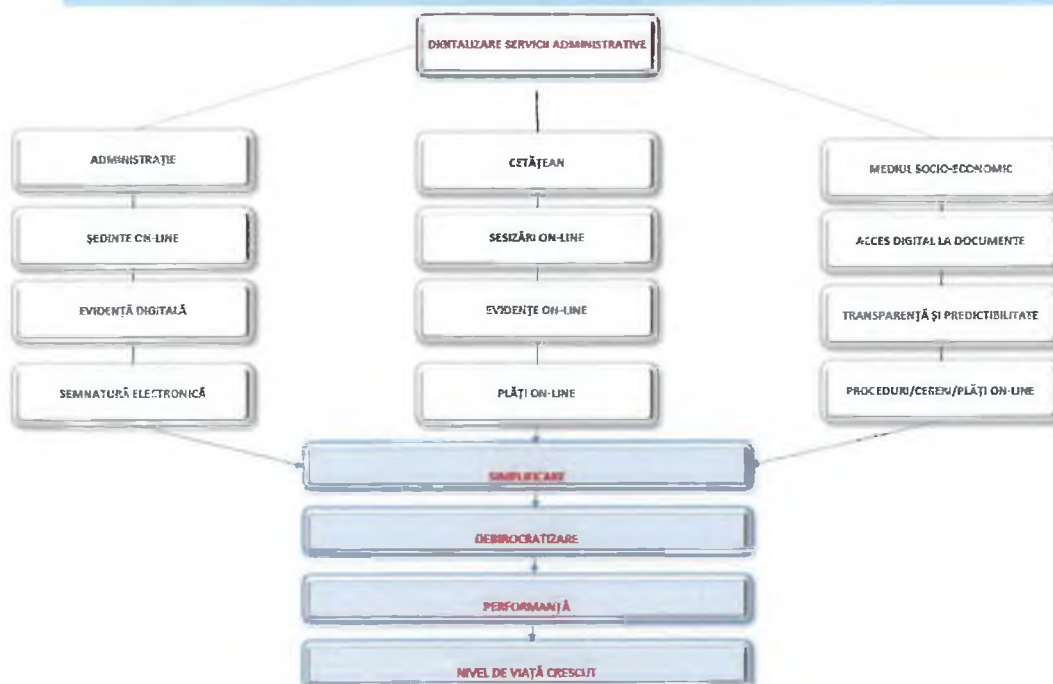 DIGITALIZARE SERVICII ADMINISTRATIVE
ADMINISTRAȚIE
ȘEDINTE ON-LINE
EVIDENȚĂ DIGITALĂ
SEMNATURĂ ELECTRONICĂ
CETĂȚEAN
SESIZĂRI ON-LINE
EVIDENȚE ON-LINE
PLĂȚI ON-LINE
MEDIUL SOCIO-ECONOMIC
ACCES DIGITAL LA DOCUMENTE
TRANSPARENȚĂ ȘI PREDICTIBILITATE
PROCEDURI/CERERI/PLĂȚI ON-LINE
SIMPLIFICARE
DEBIROCRATIZARE
PERFORMANȚĂ
NIVEL DE VIAȚĂ CRESCUT